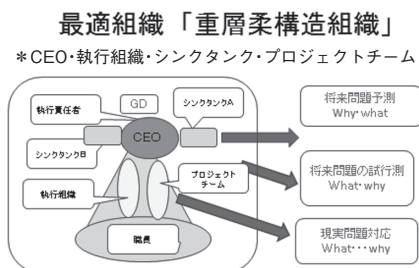 最適組織「重層柔構造組織」
＊CEO･執行組織･シンクタンク･プロジェクトチーム
執行責任者
GD
シンクタンクA
CEO
シンクタンクB
執行組織
プロジェクト
チーム
職員
将来問題予測
Why･what
将来問題の試行測
What･why
現実問題対応
What･･･why